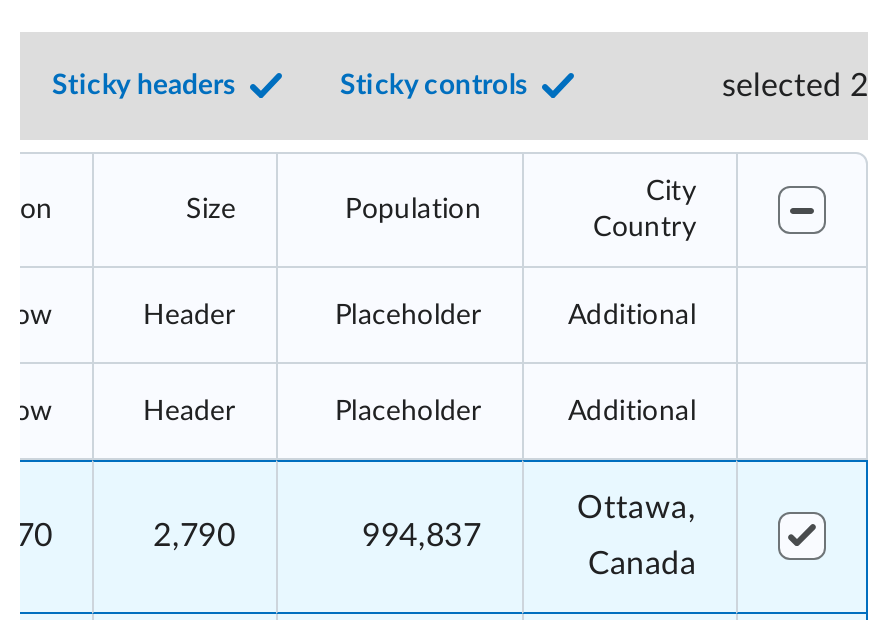 Sticky headers Sticky controls selected 2
on Size Population City
Country
ow Header Placeholder Additional
ow Header Placeholder Additional
70 2,790 994,837 Ottawa,
Canada